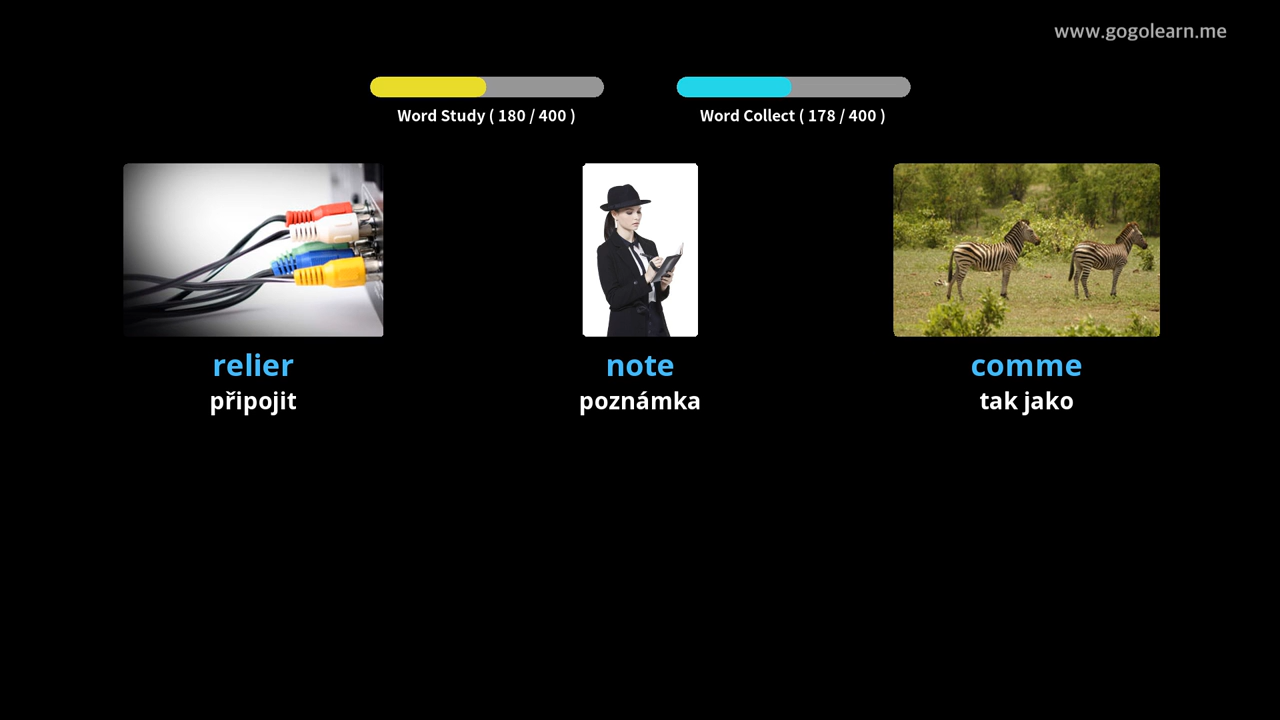 www.gogolearn.me
Word Study ( 180 / 400 )
Word Collect ( 178 / 400 )
relier
připojit
note
poznámka
comme
tak jako